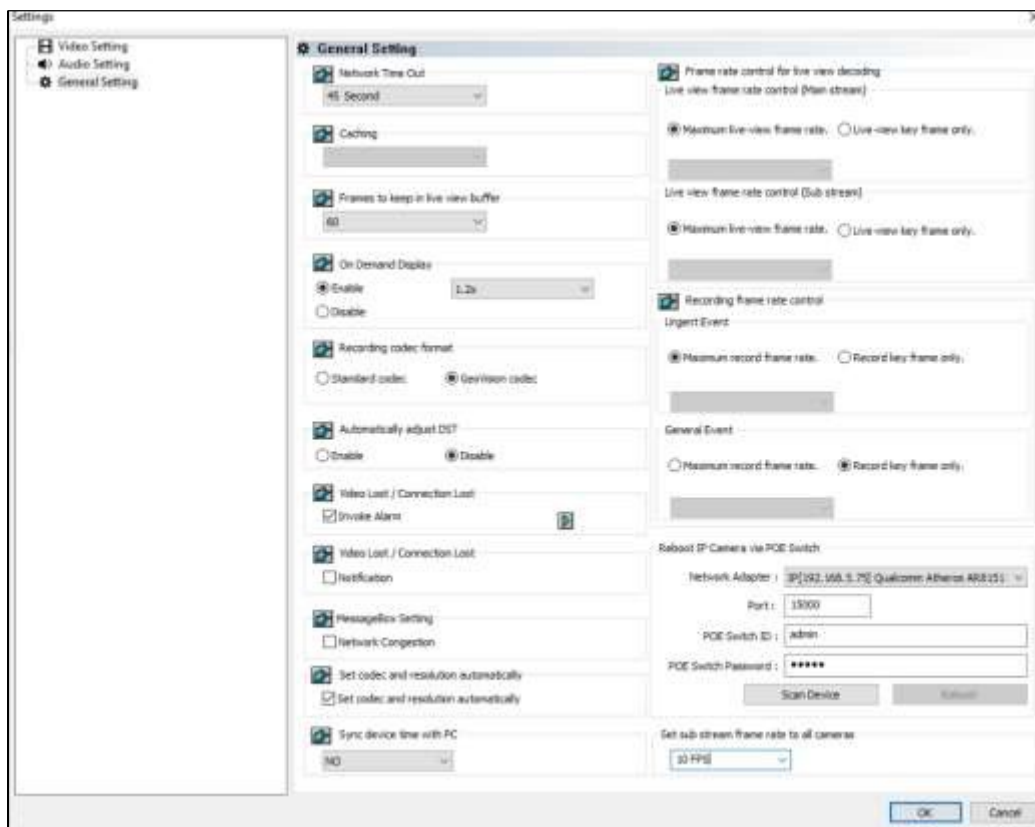 Settings
Video Setting
Audio Setting
General Setting
General Setting
Network Time Out
45 Second
Caching
Frames to keep in live view buffer
60
On Demand Display
Enable
1.2s
Disable
Recording codec format
Standard codec
GeoVision codec
Automatically adjust DST
Enable
Disable
Video Lost / Connection Lost
Invoke Alarm
Video Lost / Connection Lost
Notification
MessageBox Setting
Network Congestion
Set codec and resolution automatically
Set codec and resolution automatically
Sync device time with PC
NO
Frame rate control for live view decoding
Live view frame rate control (Main stream)
Maximum live-view frame rate.
Live-view key frame only.
Live view frame rate control (Sub stream)
Maximum live-view frame rate.
Live-view key frame only.
Recording frame rate control
Urgent Event
Maximum record frame rate.
Record key frame only.
General Event
Maximum record frame rate.
Record key frame only.
Reboot IP Camera via POE Switch
Network Adapter : IP[192.168.5.75] Qualcomm Atheros AR8151
Port : 15000
POE Switch ID : admin
POE Switch Password : •••••
Scan Device
Reboot
Set sub stream frame rate to all cameras
10 FPS
OK
Cancel